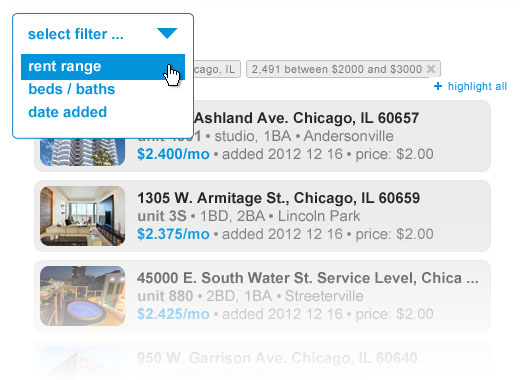 select filter ...
rent range
beds / baths
date added
cago, IL
2,491 between $2000 and $3000
highlight all
Ashland Ave. Chicago, IL 60657
• studio, 1BA • Andersonville
$2.400/mo • added 2012 12 16 • price: $2.00
1305 W. Armitage St., Chicago, IL 60659
unit 3S • 1BD, 2BA • Lincoln Park
$2.375/mo • added 2012 12 16 • price: $2.00
45000 E. South Water St. Service Level, Chica ...
unit 880 • 2BD, 1BA • Streeterville
$2.425/mo • added 2012 12 16 • price: $2.00
950 W. Garrison Ave. Chicago, IL 60640